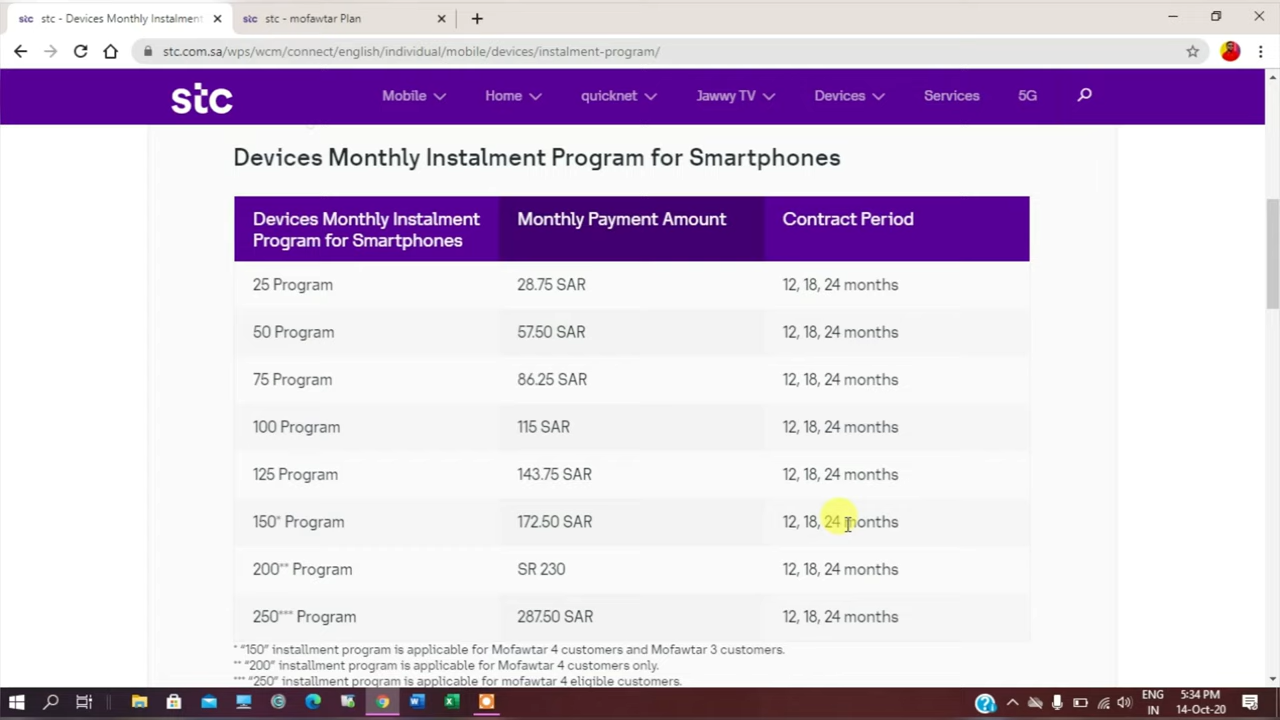 stc stc - Devices Monthly Instalment
stc stc - mofawtar Plan
stc.com.sa/wps/wcm/connect/english/individual/mobile/devices/instalment-program/
stc
Mobile Home quicknet Jawwy TV Devices Services 5G
Devices Monthly Instalment Program for Smartphones
Devices Monthly Instalment Program for Smartphones
Monthly Payment Amount
Contract Period
25 Program 28.75 SAR 12, 18, 24 months
50 Program 57.50 SAR 12, 18, 24 months
75 Program 86.25 SAR 12, 18, 24 months
100 Program 115 SAR 12, 18, 24 months
125 Program 143.75 SAR 12, 18, 24 months
150* Program 172.50 SAR 12, 18, 24 months
200** Program SR 230 12, 18, 24 months
250*** Program 287.50 SAR 12, 18, 24 months
* "150" installment program is applicable for Mofawtar 4 customers and Mofawtar 3 customers.
** "200" installment program is applicable for Mofawtar 4 customers only.
*** "250" installment program is applicable for mofawtar 4 eligible customers.
ENG 5:34 PM
IN 14-Oct-20